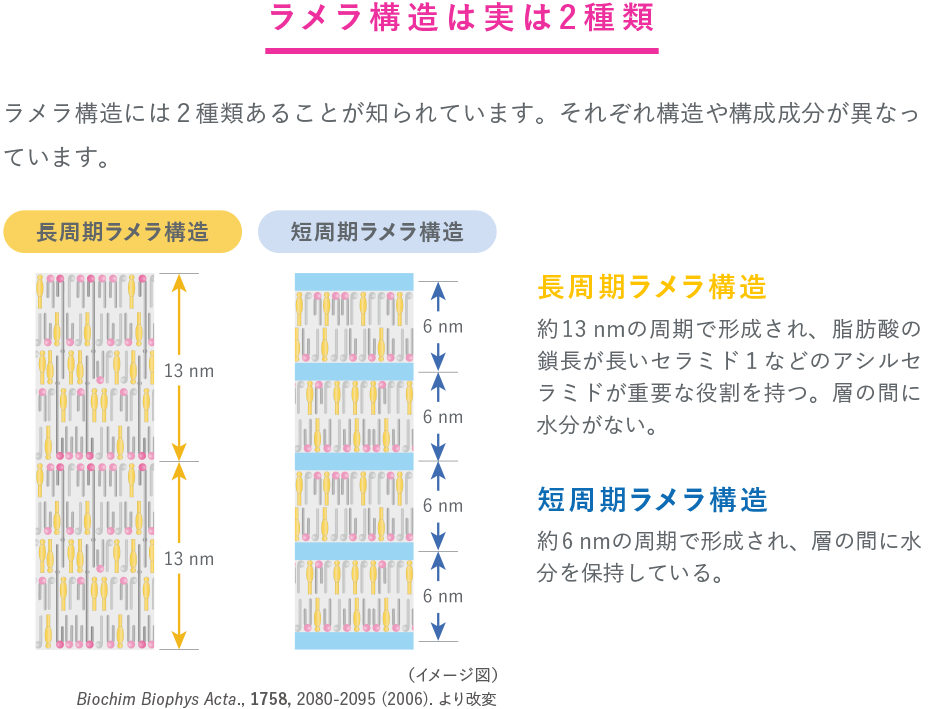 ラメラ構造は実は2種類
ラメラ構造には２種類あることが知られています。それぞれ構造や構成成分が異なっ
ています。
長周期ラメラ構造
短周期ラメラ構造
13 nm
13 nm
6 nm
6 nm
6 nm
6 nm
長周期ラメラ構造
約13 nmの周期で形成され、脂肪酸の
鎖長が長いセラミド１などのアシルセ
ラミドが重要な役割を持つ。層の間に
水分がない。
短周期ラメラ構造
約6 nmの周期で形成され、層の間に水
分を保持している。
（イメージ図）
Biochim Biophys Acta., 1758, 2080-2095 (2006). より改変